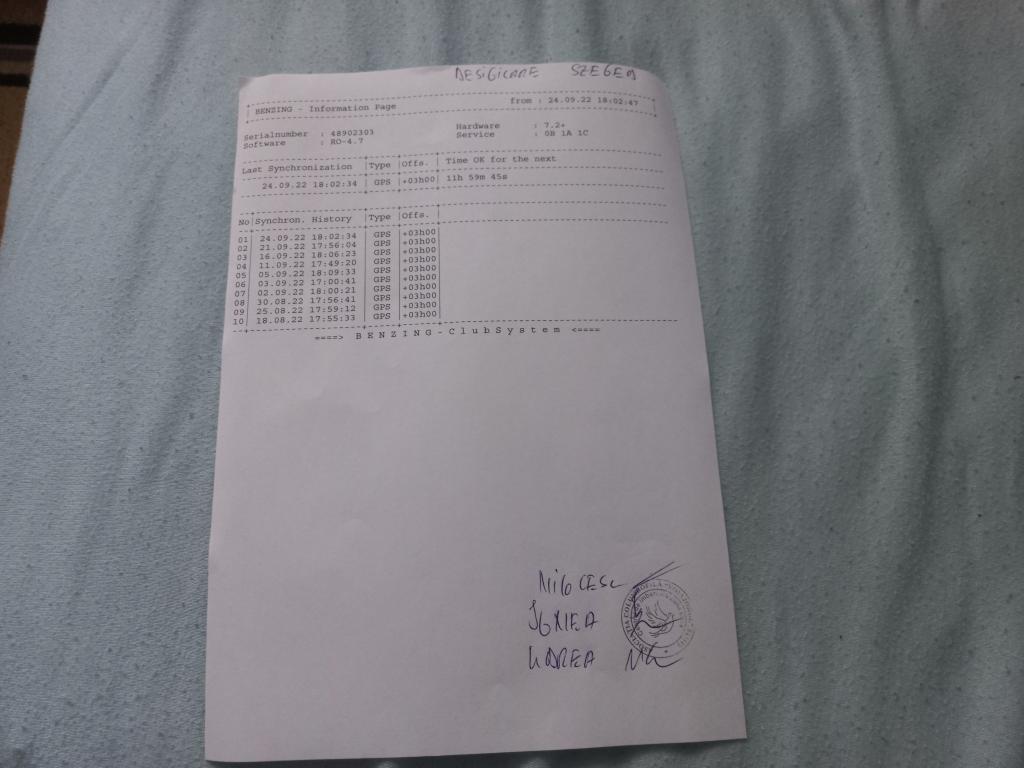 DESIGILARE SZEGED
BENZING - Information Page from : 24.09.22 18:02:47
Serialnumber : 48902303 Hardware : 7.2+
Software : RO-4.7 Service : 0B 1A 1C
Last Synchronization |Type |Offs. | Time OK for the next
24.09.22 18:02:34 | GPS |+03h00| 11h 59m 45s
No|Synchron. History |Type |Offs. |
01| 24.09.22 18:02:34 | GPS |+03h00|
02| 21.09.22 17:56:04 | GPS |+03h00|
03| 16.09.22 18:06:23 | GPS |+03h00|
04| 11.09.22 17:49:20 | GPS |+03h00|
05| 05.09.22 18:09:33 | GPS |+03h00|
06| 03.09.22 17:00:41 | GPS |+03h00|
07| 02.09.22 18:00:21 | GPS |+03h00|
08| 30.08.22 17:56:41 | GPS |+03h00|
09| 25.08.22 17:59:12 | GPS |+03h00|
10| 18.08.22 17:55:33 | GPS |+03h00|
====> B E N Z I N G - C l u b S y s t e m <====